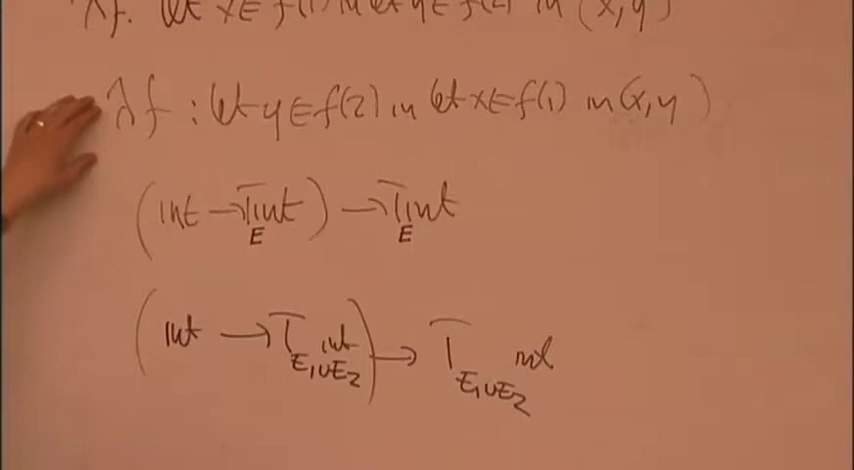 λf. let x ∈ f(1) in let y ∈ f(2) in (x, y)
λf : let y ∈ f(2) in let x ∈ f(1) in (x, y)
(int → T_E int) → T_E int
(int → T_{E₁∪E₂} int) → T_{E₁∪E₂} int